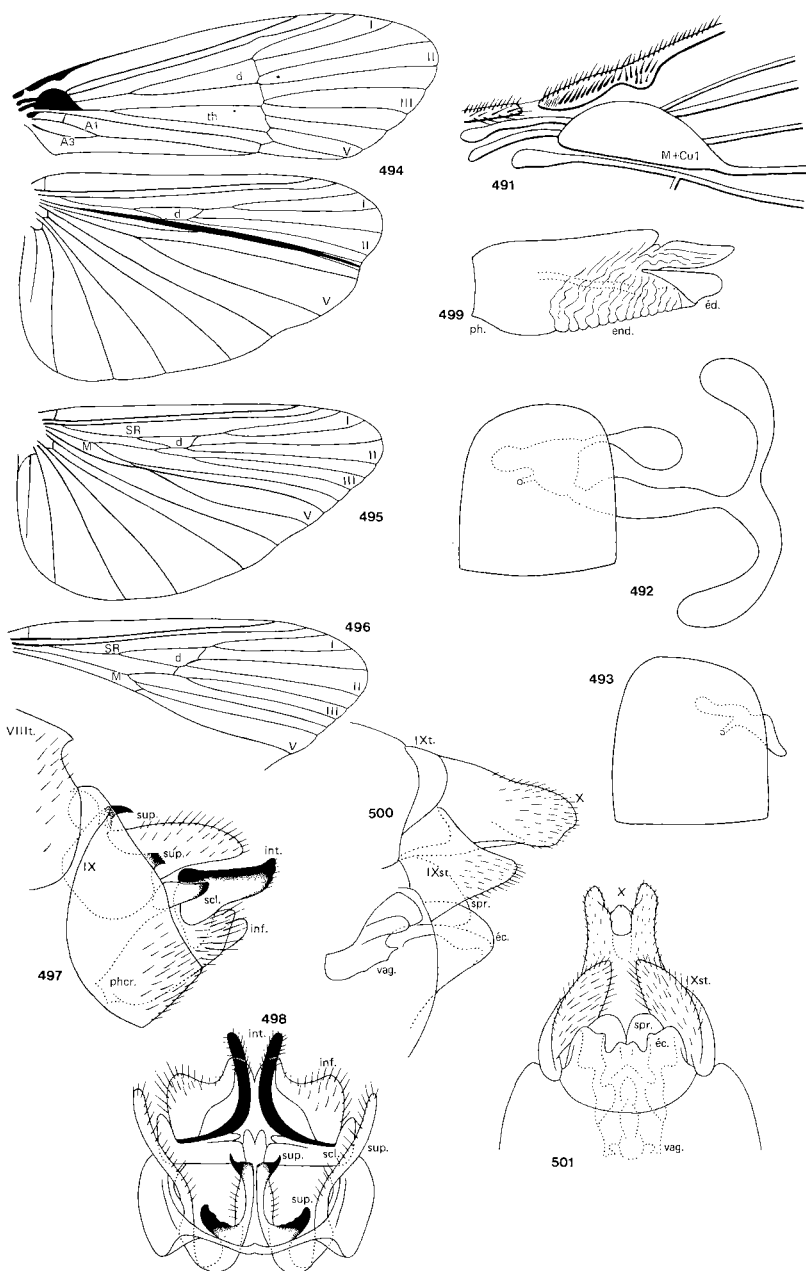 I
II
III
V
d
th
A1
A3
494
M+Cu1
491
I
II
V
d
499
ph.
end.
éd.
SR
M
d
I
II
III
V
495
492
496
SR
M
d
I
II
III
V
493
VIIIt.
sup.
sup.
int.
IX
scl.
inf.
phcr.
497
IXt.
X
500
IXst.
spr.
éc.
vag.
498
int.
inf.
sup.
scl.
sup.
sup.
X
IXst.
spr.
éc.
vag.
501